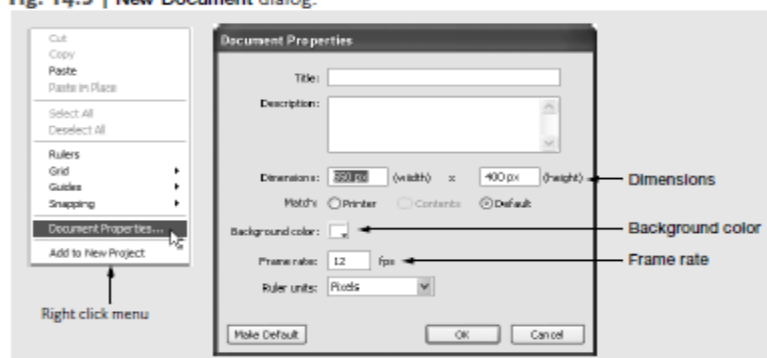 Fig. 14.5 | New Document dialog.
Cut
Copy
Paste
Paste in Place
Select All
Deselect All
Rulers
Grid
Guides
Snapping
Document Properties...
Add to New Project
Right click menu
Document Properties
Title:
Description:
Dimensions: 550 px (width) x 400 px (height)
Dimensions
Match: Printer Contents Default
Background color:
Background color
Frame rate: 12 fps
Frame rate
Ruler units: Pixels
Make Default OK Cancel